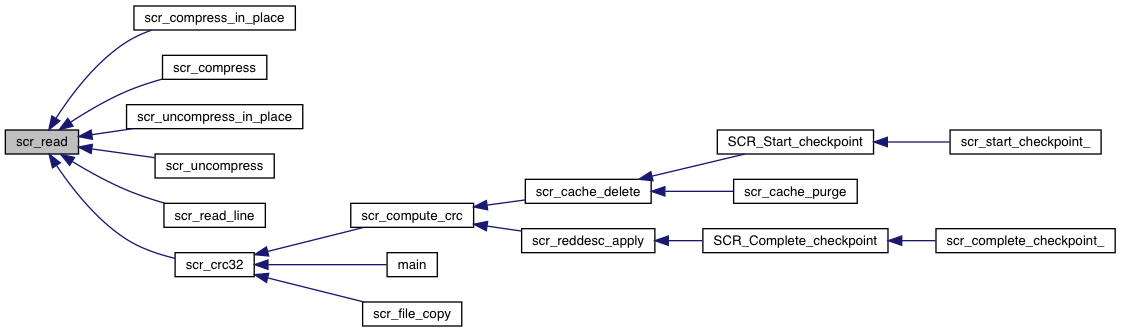 scr_compress_in_place
scr_compress
scr_uncompress_in_place
scr_read
SCR_Start_checkpoint
scr_start_checkpoint_
scr_uncompress
scr_cache_delete
scr_cache_purge
scr_read_line
scr_compute_crc
scr_reddesc_apply
SCR_Complete_checkpoint
scr_complete_checkpoint_
scr_crc32
main
scr_file_copy